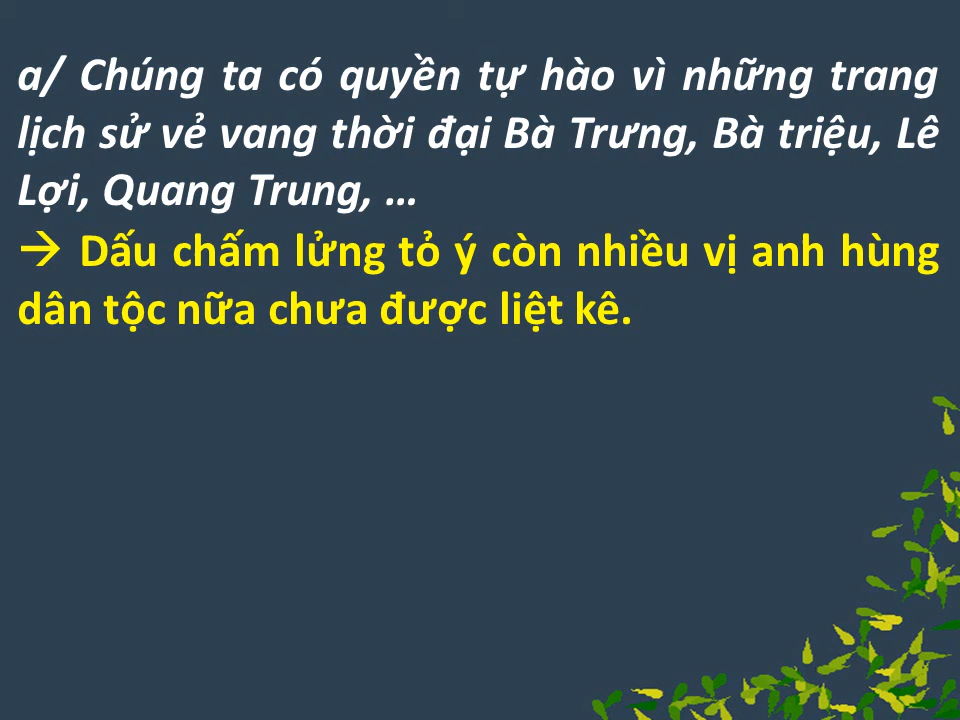 a/ Chúng ta có quyền tự hào vì những trang
lịch sử vẻ vang thời đại Bà Trưng, Bà triệu, Lê
Lợi, Quang Trung, …
→ Dấu chấm lửng tỏ ý còn nhiều vị anh hùng
dân tộc nữa chưa được liệt kê.